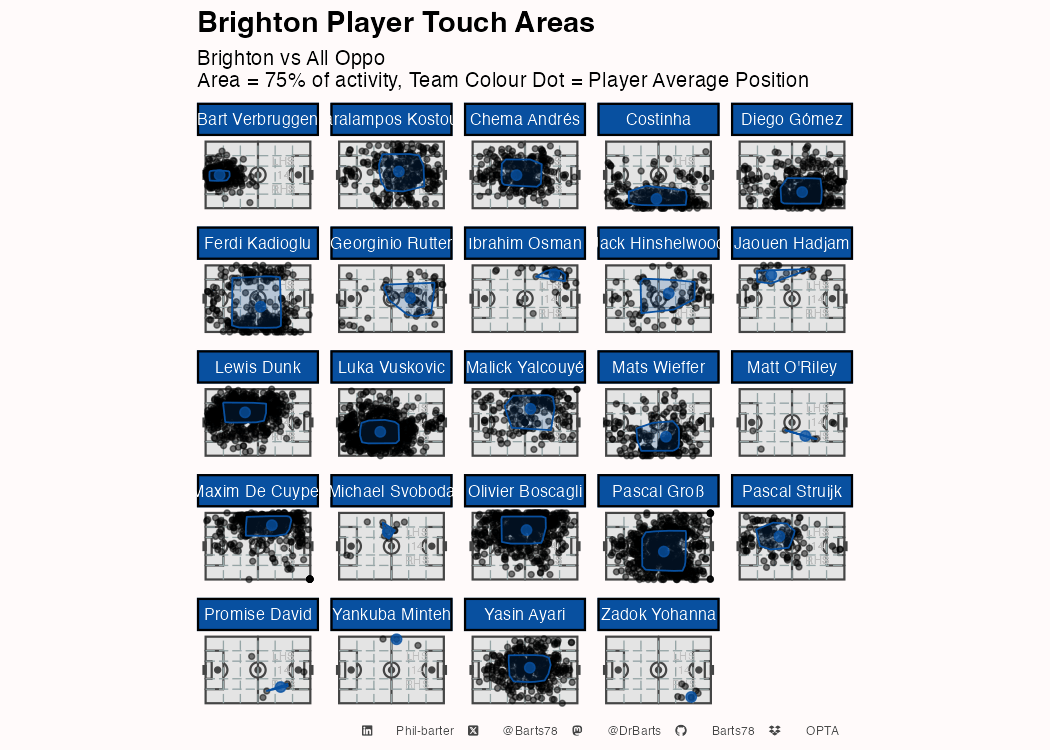 Brighton Player Touch Areas
Brighton vs All Oppo
Area = 75% of activity, Team Colour Dot = Player Average Position
Bart Verbruggen aralampos Kostou Chema Andrés Costinha Diego Gómez
Ferdi Kadioglu Georginio Rutter Ibrahim Osman Jack Hinshelwood Jaouen Hadjam
Lewis Dunk Luka Vuskovic Malick Yalcouyé Mats Wieffer Matt O'Riley
Maxim De Cuype Michael Svoboda Olivier Boscagli Pascal Groß Pascal Struijk
Promise David Yankuba Minteh Yasin Ayari Zadok Yohanna
Phil-barter @Barts78 @DrBarts Barts78 OPTA